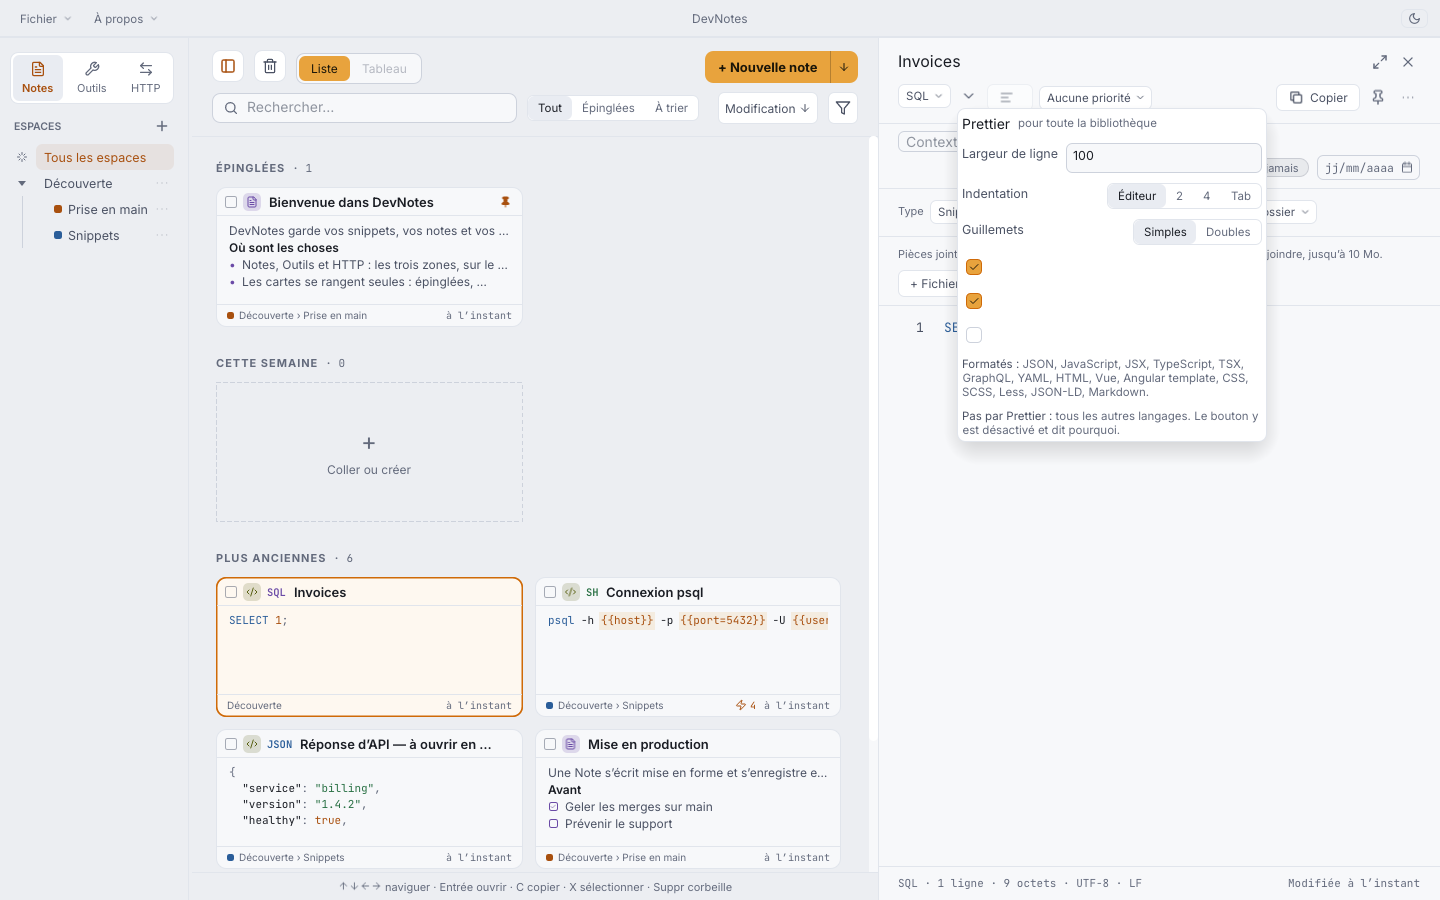 Fichier
À propos
DevNotes
Notes
Outils
HTTP
ESPACES
Tous les espaces
Découverte
Prise en main
Snippets
Liste
Tableau
+ Nouvelle note
Rechercher…
Tout
Épinglées
À trier
Modification
ÉPINGLÉES · 1
Bienvenue dans DevNotes
DevNotes garde vos snippets, vos notes et vos …
Où sont les choses
• Notes, Outils et HTTP : les trois zones, sur le …
• Les cartes se rangent seules : épinglées, …
Découverte › Prise en main
à l’instant
CETTE SEMAINE · 0
+
Coller ou créer
PLUS ANCIENNES · 6
SQL Invoices
SELECT 1;
Découverte
à l’instant
SH Connexion psql
psql -h {{host}} -p {{port=5432}} -U {{user
Découverte › Snippets
4 à l’instant
JSON Réponse d’API — à ouvrir en …
{
"service": "billing",
"version": "1.4.2",
"healthy": true,
Découverte › Snippets
à l’instant
Mise en production
Une Note s’écrit mise en forme et s’enregistre e…
Avant
Geler les merges sur main
Prévenir le support
Découverte › Prise en main
à l’instant
↑ ↓ ← → naviguer · Entrée ouvrir · C copier · X sélectionner · Suppr corbeille
Invoices
SQL
Aucune priorité
Copier
Context
amais
jj/mm/aaaa
Type
Snip
ossier
Pièces joint
joindre, jusqu’à 10 Mo.
+ Fichier
1 SE
Prettier pour toute la bibliothèque
Largeur de ligne
100
Indentation
Éditeur
2
4
Tab
Guillemets
Simples
Doubles
Formatés : JSON, JavaScript, JSX, TypeScript, TSX,
GraphQL, YAML, HTML, Vue, Angular template, CSS,
SCSS, Less, JSON-LD, Markdown.
Pas par Prettier : tous les autres langages. Le bouton y
est désactivé et dit pourquoi.
SQL · 1 ligne · 9 octets · UTF-8 · LF
Modifiée à l’instant